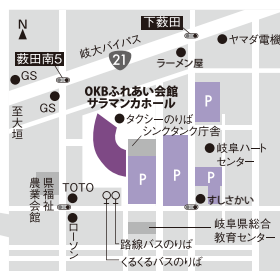 N
下薮田
薮田南5
岐大バイパス
21
ヤマダ電機
ラーメン屋
GS
GS
至大垣
OKBふれあい会館
サラマンカホール
タクシーのりば
シンクタンク庁舎
P
P
P
P
岐阜ハート
センター
県福祉
農業会館
TOTO
ローソン
すしさかい
岐阜県総合
教育センター
路線バスのりば
くるくるバスのりば